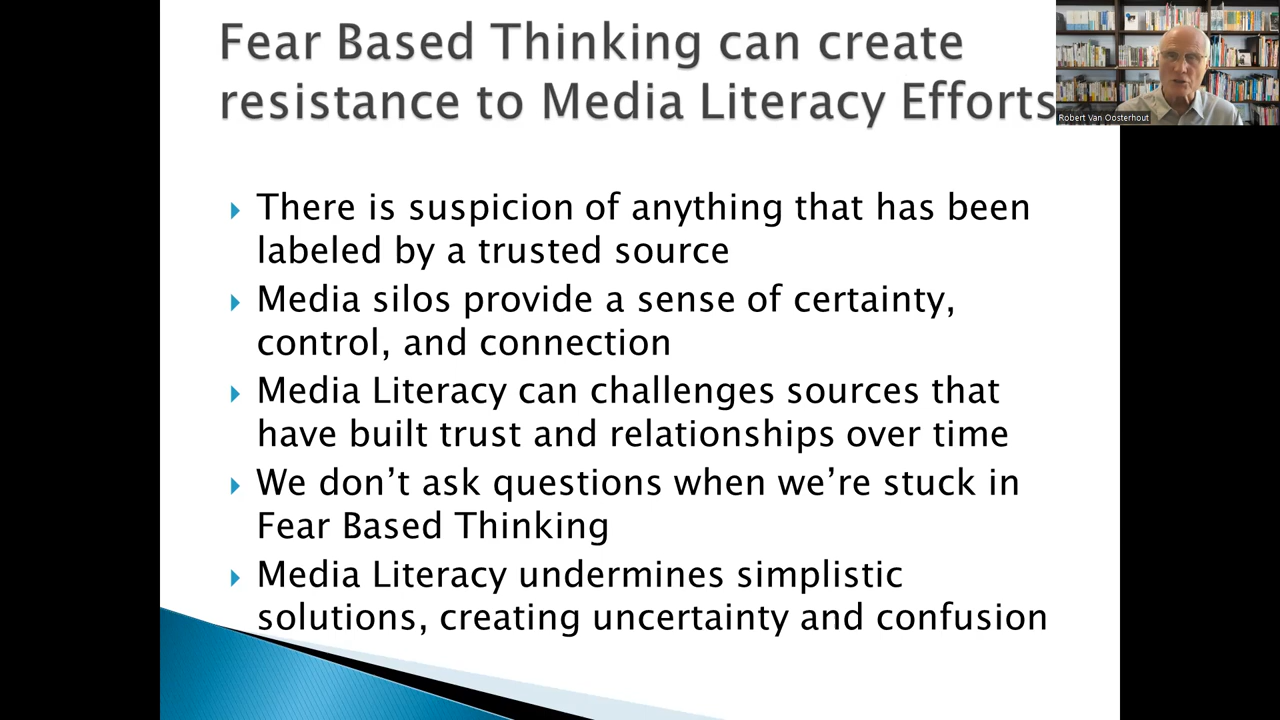 Fear Based Thinking can create
resistance to Media Literacy Efforts
Robert Van Oosterhout
There is suspicion of anything that has been
labeled by a trusted source
Media silos provide a sense of certainty,
control, and connection
Media Literacy can challenges sources that
have built trust and relationships over time
We don’t ask questions when we’re stuck in
Fear Based Thinking
Media Literacy undermines simplistic
solutions, creating uncertainty and confusion